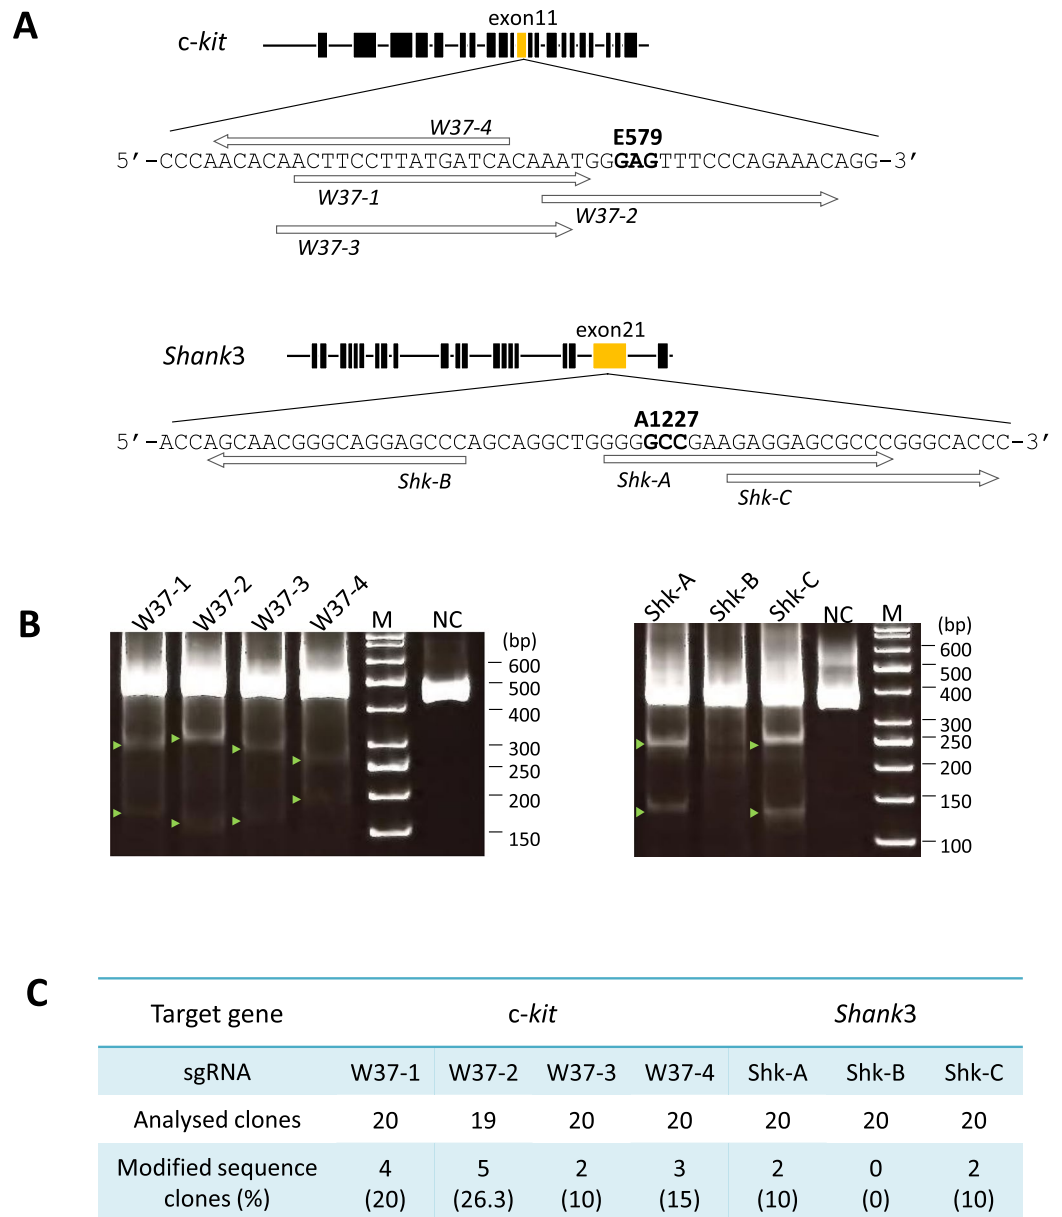 A
exon11
c-kit
W37-4
E579
5′-CCCAACACAACTTCCTTATGATCACAAATGGGAGTTTCCCAGAAACAGG-3′
W37-1
W37-2
W37-3
exon21
Shank3
A1227
5′-ACCAGCAACGGGCAGGAGCCCAGCAGGCTGGGGGCCGAAGAGGAGCGCCCGGGCACCC-3′
Shk-B
Shk-A
Shk-C
B
W37-1 W37-2 W37-3 W37-4 M NC (bp)
600
500
400
300
250
200
150
Shk-A Shk-B Shk-C NC M (bp)
600
500
400
300
250
200
150
100
C
Target gene c-kit Shank3
sgRNA W37-1 W37-2 W37-3 W37-4 Shk-A Shk-B Shk-C
Analysed clones 20 19 20 20 20 20 20
Modified sequence 4 5 2 3 2 0 2
clones (%) (20) (26.3) (10) (15) (10) (0) (10)